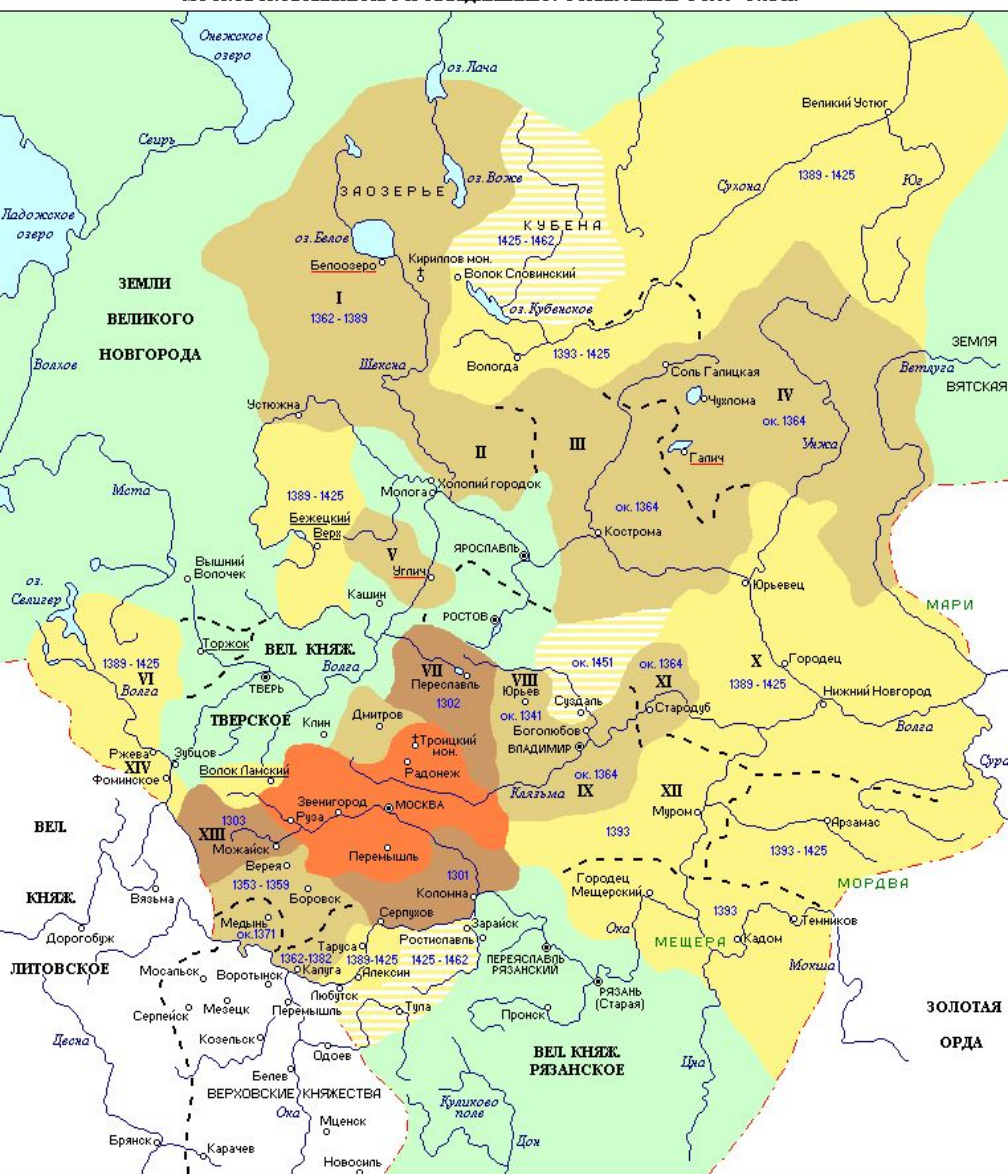 Онежское
озеро
оз. Лача
Великий Устюг
Свирь
оз. Воже
Сухона
1389 - 1425
Юг
ЗАОЗЕРЬЕ
Ладожское
озеро
КУБЕНА
1425 - 1462
оз. Белов
Белоозеро
Кириллов мон.
Волок Словинский
ЗЕМЛИ
ВЕЛИКОГО
НОВГОРОДА
I
1362 - 1389
оз. Кубенское
Волхов
Шексна
Вологда
1393 - 1425
ЗЕМЛЯ
ВЯТСКАЯ
Ветлуга
Соль Галицкая
Чухлома
IV
ок. 1364
Устюжна
II
III
Галич
Унжа
Мста
1389 - 1425
Бежецкий
Верх
Молога
Холопий городок
ок. 1364
Кострома
V
Углич
ЯРОСЛАВЛЬ
Вышний
Волочек
оз.
Селигер
Кашин
РОСТОВ
Юрьевец
МАРИ
Торжок
ВЕЛ. КНЯЖ.
Волга
1389 - 1425
VI
Волга
ТВЕРЬ
ТВЕРСКОЕ
VII
Переславль
1302
VIII
Юрьев
ок. 1341
ок. 1451
Суздаль
ок. 1364
XI
Стародуб
X
1389 - 1425
Городец
Нижний Новгород
Волга
Сура
Клин
Дмитров
Боголюбов
ВЛАДИМИР
Троицкий
мон.
Радонеж
Ржева
Зубцов
XIV
Фоминское
Волок Ламский
ок. 1364
Клязьма
IX
XII
Муром
Арзамас
Звенигород
Руза
МОСКВА
1303
XIII
Можайск
Перемышль
1393
1393 - 1425
ВЕЛ.
КНЯЖ.
ЛИТОВСКОЕ
Верея
1353 - 1359
Боровск
1301
Коломна
Городец
Мещерский
МОРДВА
Вязьма
Дорогобуж
Медынь
ок.1371
Серпухов
Зарайск
1393
Темников
Кадом
МЕЩЕРА
Ока
Мокша
Таруса
Ростиславль
1362-1382
1389-1425
1425 - 1462
ПЕРЕЯСЛАВЛЬ
РЯЗАНСКИЙ
Калуга
Алексин
Мосальск
Воротынск
Любутск
РЯЗАНЬ
(Старая)
Серпейск
Мезецк
Перемышль
Тула
Пронск
ЗОЛОТАЯ
ОРДА
Десна
Козельск
Одоев
ВЕЛ. КНЯЖ.
РЯЗАНСКОЕ
Цна
Белев
ВЕРХОВСКИЕ КНЯЖЕСТВА
Ока
Куликово
поле
Мценск
Дон
Брянск
Карачев
Новосиль